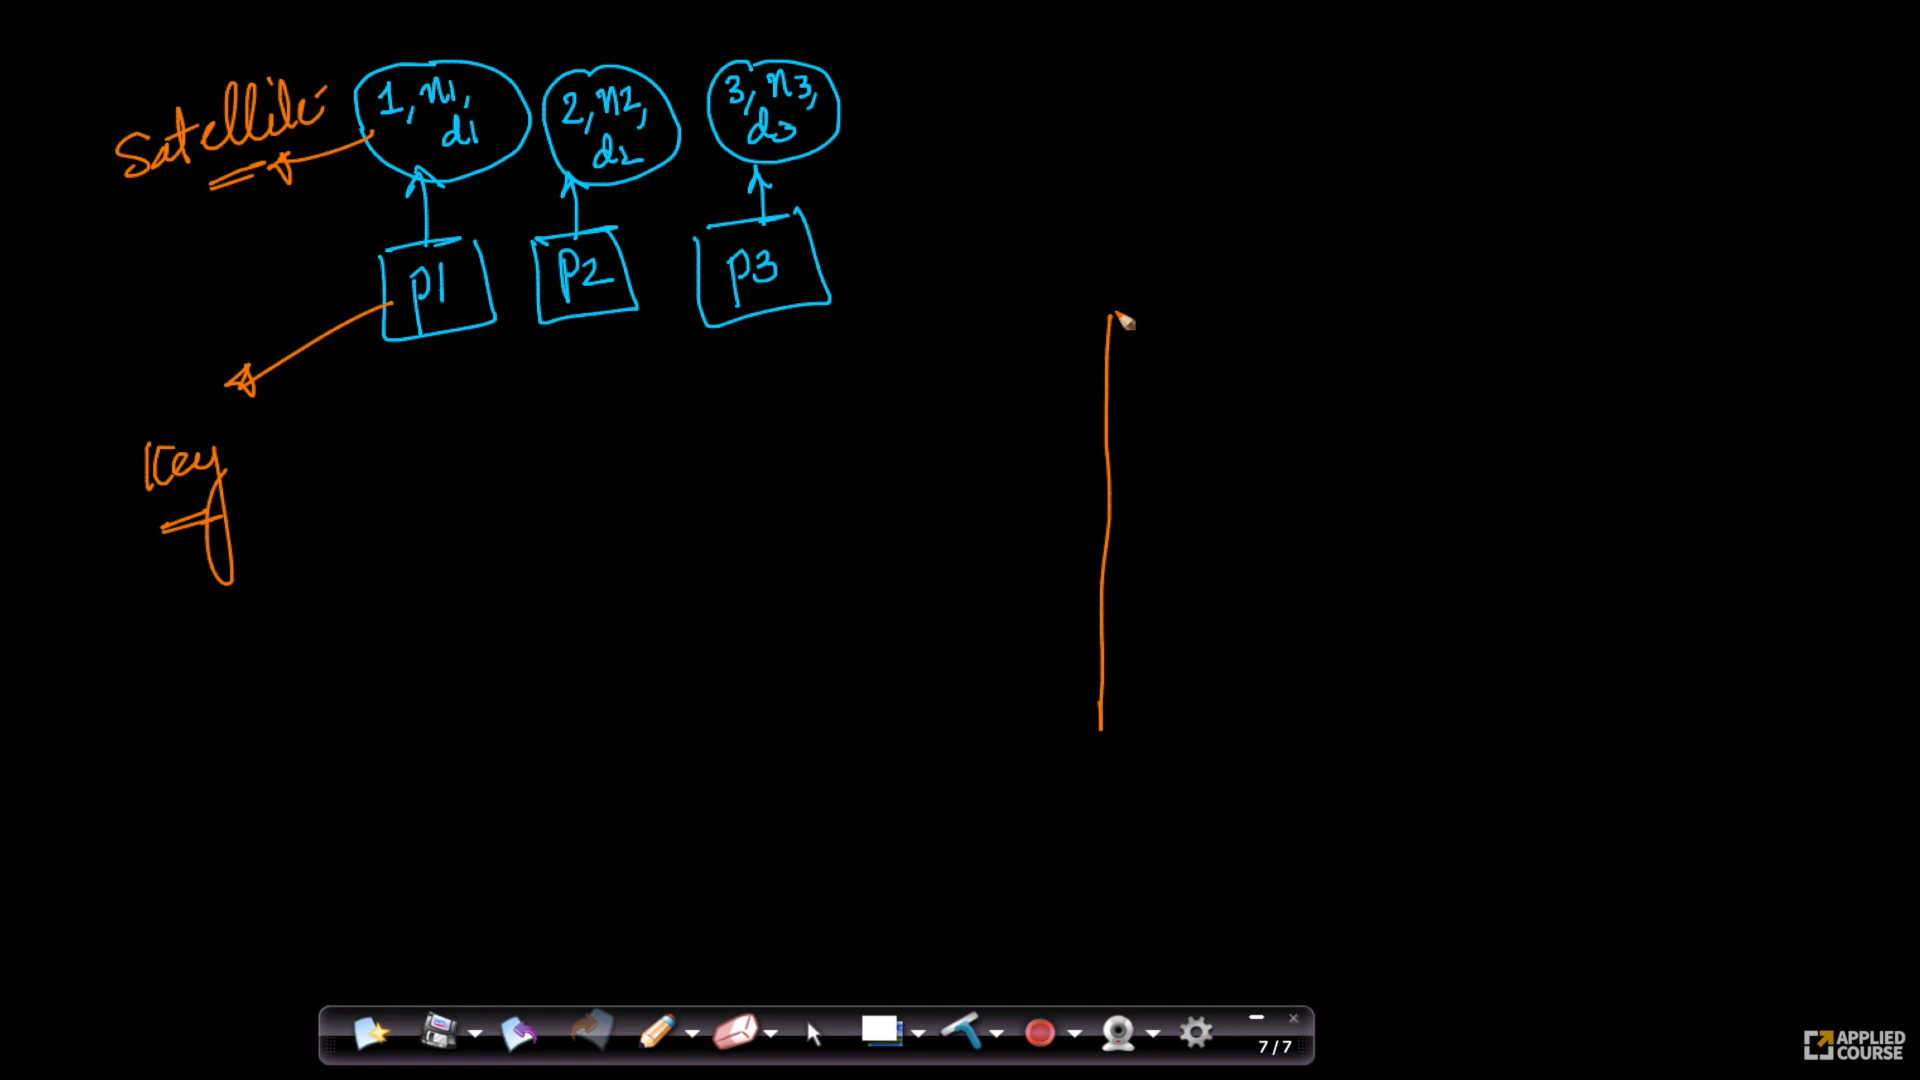 Satellite
1, n1,
d1
2, n2,
d2
3, n3,
d3
p1
p2
p3
Key
7/7
APPLIED
COURSE